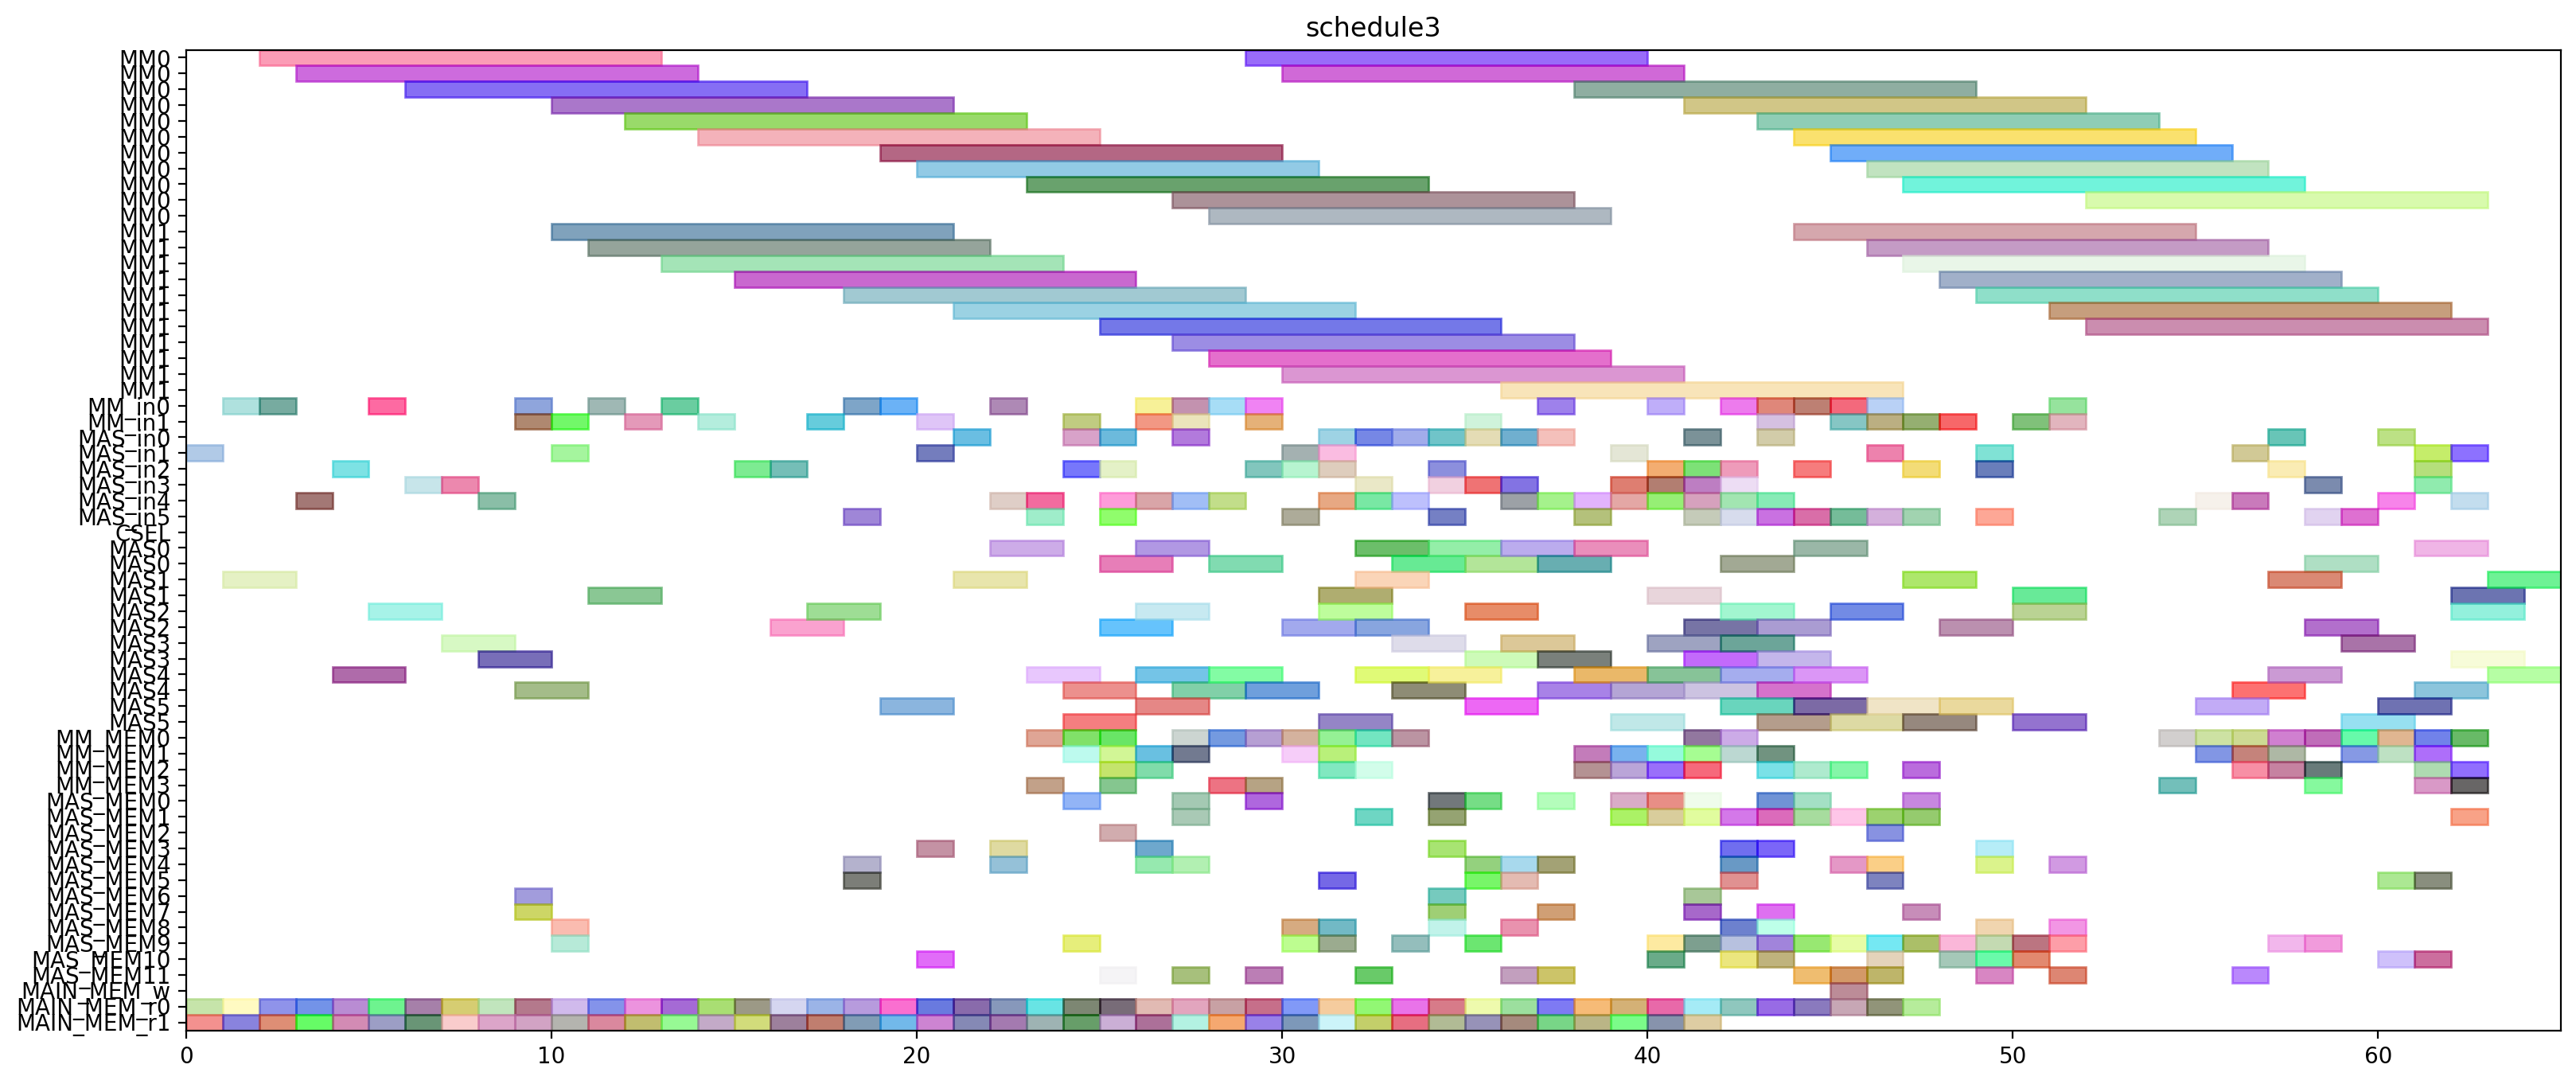 schedule3
MM0
MM0
MM0
MM0
MM0
MM0
MM0
MM0
MM0
MM0
MM0
MM1
MM1
MM1
MM1
MM1
MM1
MM1
MM1
MM1
MM1
MM1
MM_in0
MM_in1
MAS_in0
MAS_in1
MAS_in2
MAS_in3
MAS_in4
MAS_in5
CSEL
MAS0
MAS0
MAS1
MAS1
MAS2
MAS2
MAS3
MAS3
MAS4
MAS4
MAS5
MAS5
MM_MEM0
MM_MEM1
MM_MEM2
MM_MEM3
MAS_MEM0
MAS_MEM1
MAS_MEM2
MAS_MEM3
MAS_MEM4
MAS_MEM5
MAS_MEM6
MAS_MEM7
MAS_MEM8
MAS_MEM9
MAS_MEM10
MAS_MEM11
MAIN_MEM_w
MAIN_MEM_r0
MAIN_MEM_r1
0 10 20 30 40 50 60